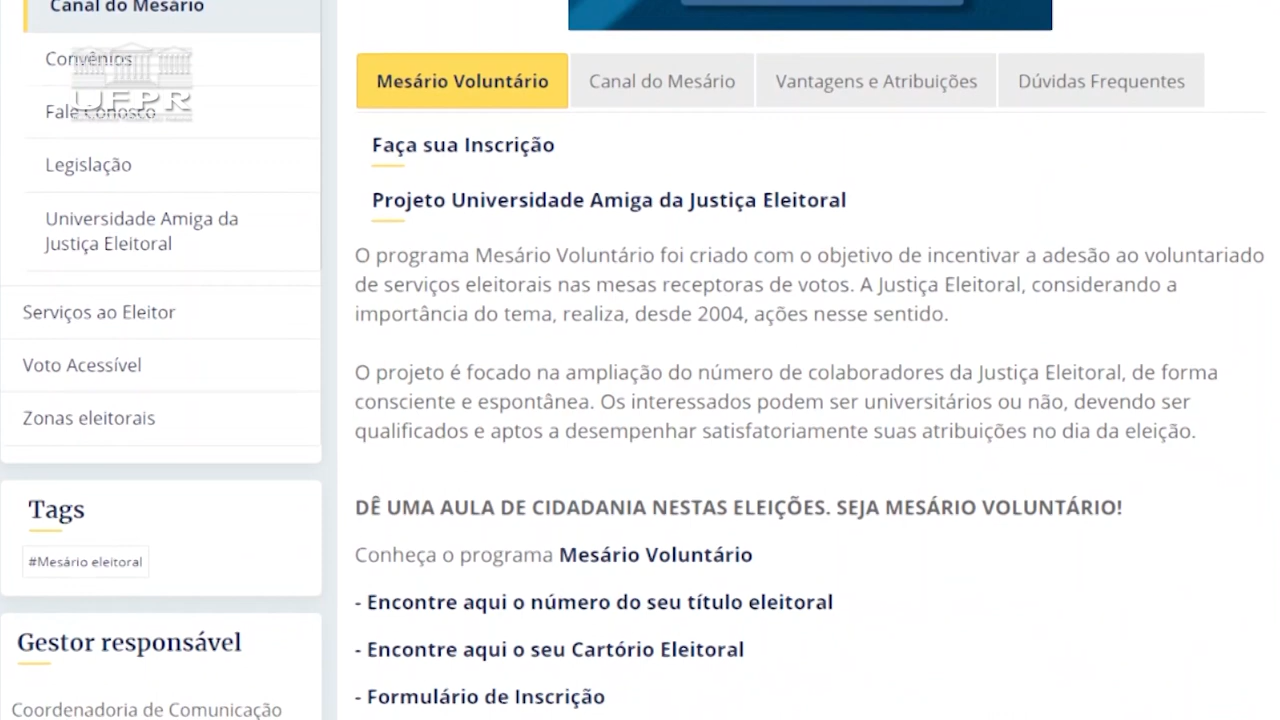 Canal do Mesário
Convênios
UFPR
Fale Conosco
Legislação
Universidade Amiga da
Justiça Eleitoral
Serviços ao Eleitor
Voto Acessível
Zonas eleitorais
Tags
#Mesário eleitoral
Gestor responsável
Coordenadoria de Comunicação
Mesário Voluntário
Canal do Mesário
Vantagens e Atribuições
Dúvidas Frequentes
Faça sua Inscrição
Projeto Universidade Amiga da Justiça Eleitoral
O programa Mesário Voluntário foi criado com o objetivo de incentivar a adesão ao voluntariado
de serviços eleitorais nas mesas receptoras de votos. A Justiça Eleitoral, considerando a
importância do tema, realiza, desde 2004, ações nesse sentido.
O projeto é focado na ampliação do número de colaboradores da Justiça Eleitoral, de forma
consciente e espontânea. Os interessados podem ser universitários ou não, devendo ser
qualificados e aptos a desempenhar satisfatoriamente suas atribuições no dia da eleição.
DÊ UMA AULA DE CIDADANIA NESTAS ELEIÇÕES. SEJA MESÁRIO VOLUNTÁRIO!
Conheça o programa Mesário Voluntário
- Encontre aqui o número do seu título eleitoral
- Encontre aqui o seu Cartório Eleitoral
- Formulário de Inscrição